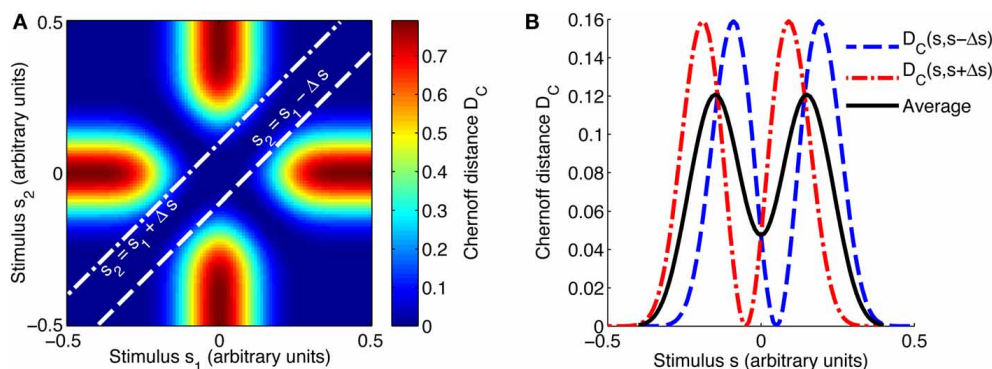 A
0.5
0
−0.5
Stimulus s2 (arbitrary units)
s2 = s1 − Δs
s2 = s1 + Δs
−0.5
0
0.5
Stimulus s1 (arbitrary units)
0.7
0.6
0.5
0.4
0.3
0.2
0.1
0
Chernoff distance DC
B
0.16
0.14
0.12
0.1
0.08
0.06
0.04
0.02
0
Chernoff distance DC
DC(s,s−Δs)
DC(s,s+Δs)
Average
−0.5
0
0.5
Stimulus s (arbitrary units)